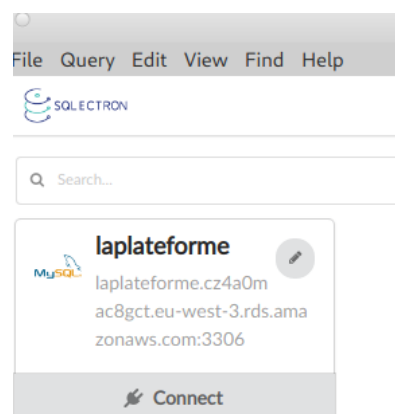 File Query Edit View Find Help
SQLECTRON
Search...
laplateforme
MySQL
laplateforme.cz4a0m
ac8gct.eu-west-3.rds.ama
zonaws.com:3306
Connect